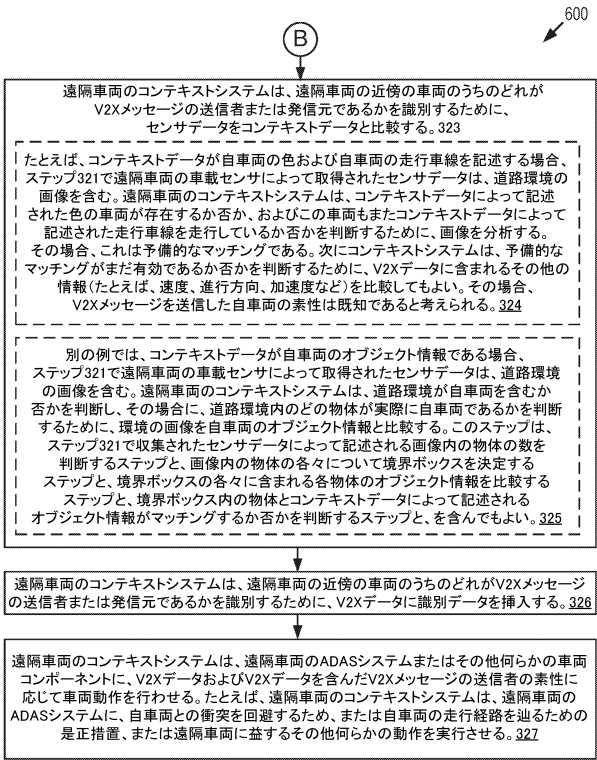 600
B
遠隔車両のコンテキストシステムは、遠隔車両の近傍の車両のうちのどれが
V2Xメッセージの送信者または発信元であるかを識別するために、
センサデータをコンテキストデータと比較する。323
たとえば、コンテキストデータが自車両の色および自車両の走行車線を記述する場合、
ステップ321で遠隔車両の車載センサによって取得されたセンサデータは、道路環境の
画像を含む。遠隔車両のコンテキストシステムは、コンテキストデータによって記述
された色の車両が存在するか否か、およびこの車両もまたコンテキストデータによって
記述された走行車線を走行しているか否かを判断するために、画像を分析する。
その場合、これは予備的なマッチングである。次にコンテキストシステムは、予備的な
マッチングがまだ有効であるか否かを判断するために、V2Xデータに含まれるその他の
情報(たとえば、速度、進行方向、加速度など)を比較してもよい。その場合、
V2Xメッセージを送信した自車両の素性は既知であると考えられる。324
別の例では、コンテキストデータが自車両のオブジェクト情報である場合、
ステップ321で遠隔車両の車載センサによって取得されたセンサデータは、道路環境
の画像を含む。遠隔車両のコンテキストシステムは、道路環境が自車両を含むか
否かを判断し、その場合に、道路環境内のどの物体が実際に自車両であるかを判断
するために、環境の画像を自車両のオブジェクト情報と比較する。このステップは、
ステップ321で収集されたセンサデータによって記述される画像内の物体の数を
判断するステップと、画像内の物体の各々について境界ボックスを決定する
ステップと、境界ボックスの各々に含まれる各物体のオブジェクト情報を比較する
ステップと、境界ボックス内の物体とコンテキストデータによって記述される
オブジェクト情報がマッチングするか否かを判断するステップと、を含んでもよい。325
遠隔車両のコンテキストシステムは、遠隔車両の近傍の車両のうちのどれがV2Xメッセージ
の送信者または発信元であるかを識別するために、V2Xデータに識別データを挿入する。326
遠隔車両のコンテキストシステムは、遠隔車両のADASシステムまたはその他何らかの車両
コンポーネントに、V2XデータおよびV2Xデータを含んだV2Xメッセージの送信者の素性に
応じて車両動作を行わせる。たとえば、遠隔車両のコンテキストシステムは、遠隔車両の
ADASシステムに、自車両との衝突を回避するため、または自車両の走行経路を辿るための
是正措置、または遠隔車両に益するその他何らかの動作を実行させる。327